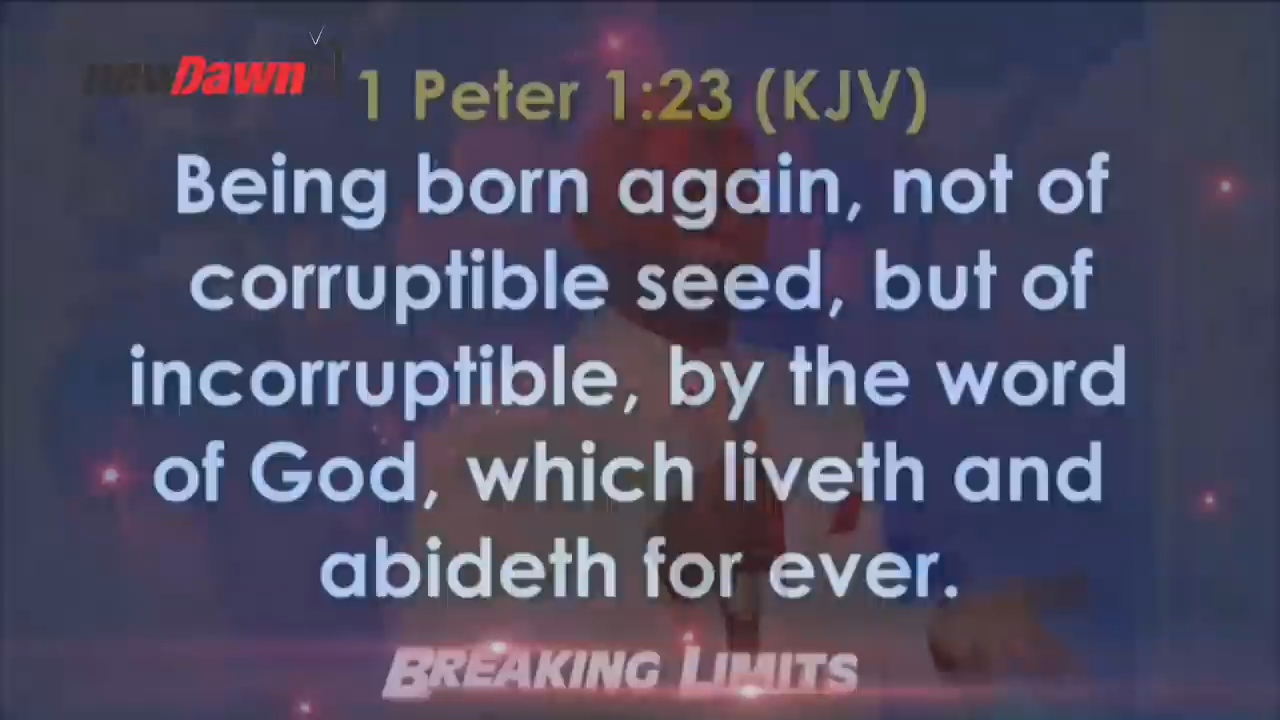 newDawn
1 Peter 1:23 (KJV)
Being born again, not of
corruptible seed, but of
incorruptible, by the word
of God, which liveth and
abideth for ever.
BREAKING LIMITS